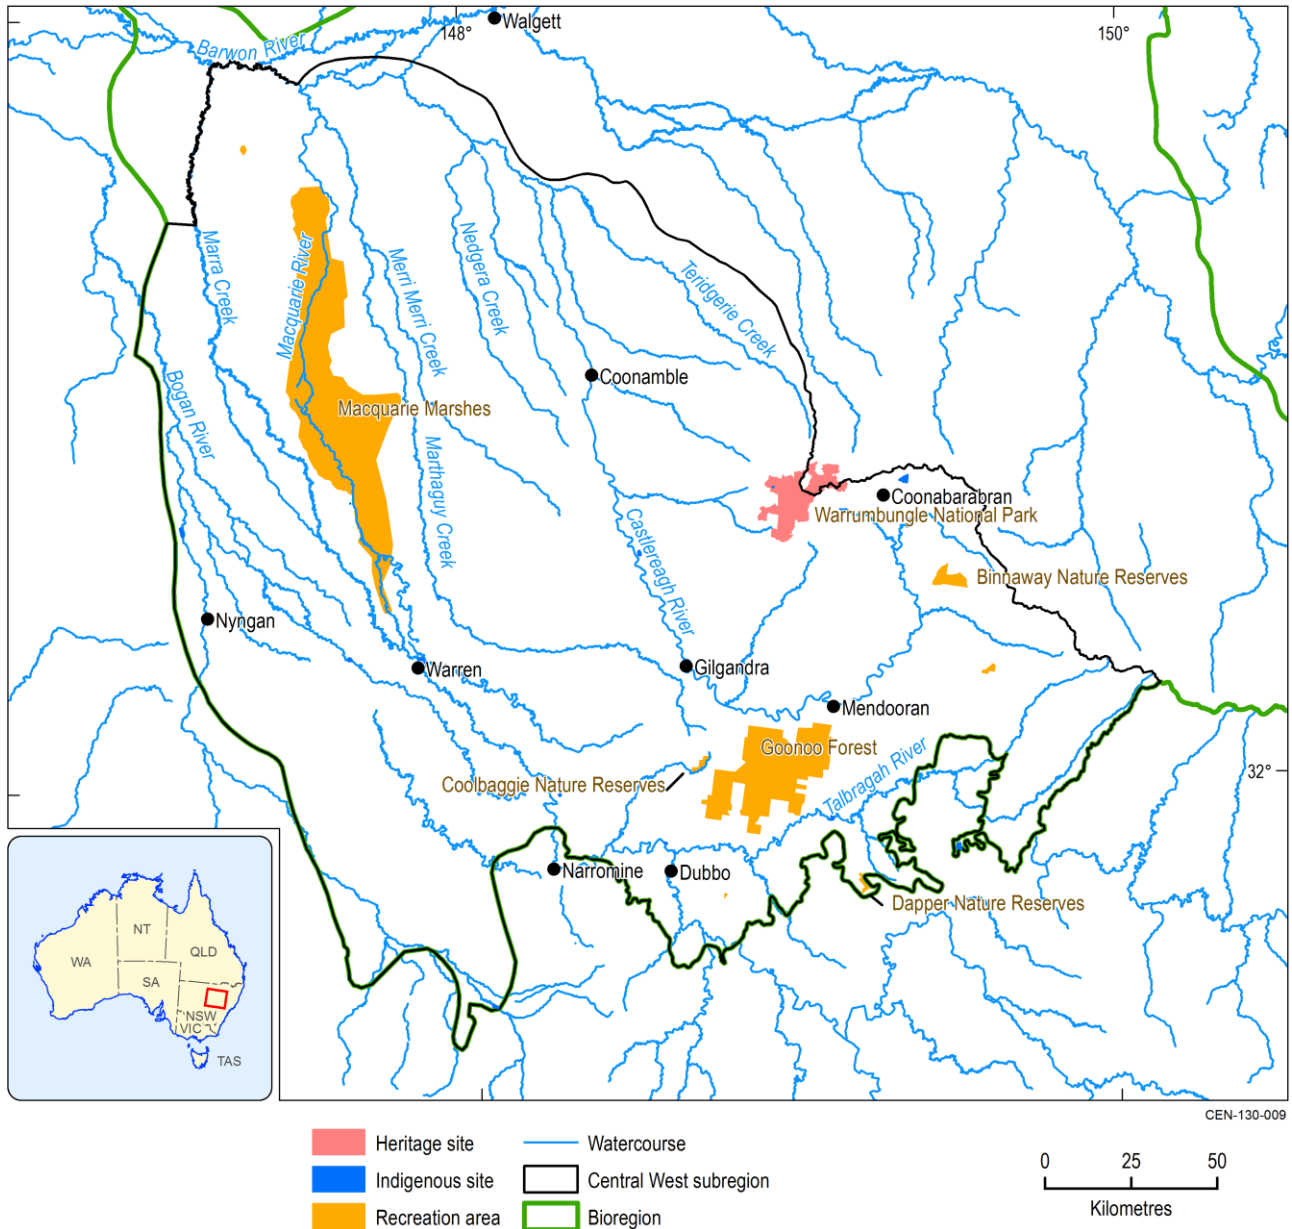 148°
150°
Walgett
Barwon River
Marra Creek
Macquarie River
Merri Merri Creek
Nedgera Creek
Teridgerie Creek
Coonamble
Bogan River
Macquarie Marshes
Marthaguy Creek
Castlereagh River
Coonabarabran
Warrumbungle National Park
Binnaway Nature Reserves
Nyngan
Warren
Gilgandra
Mendooran
Goonoo Forest
Talbragah River
Coolbaggie Nature Reserves
32°
Narromine
Dubbo
Dapper Nature Reserves
NT
QLD
WA
SA
NSW
VIC
TAS
CEN-130-009
Heritage site
Watercourse
Indigenous site
Central West subregion
Recreation area
Bioregion
0 25 50
Kilometres